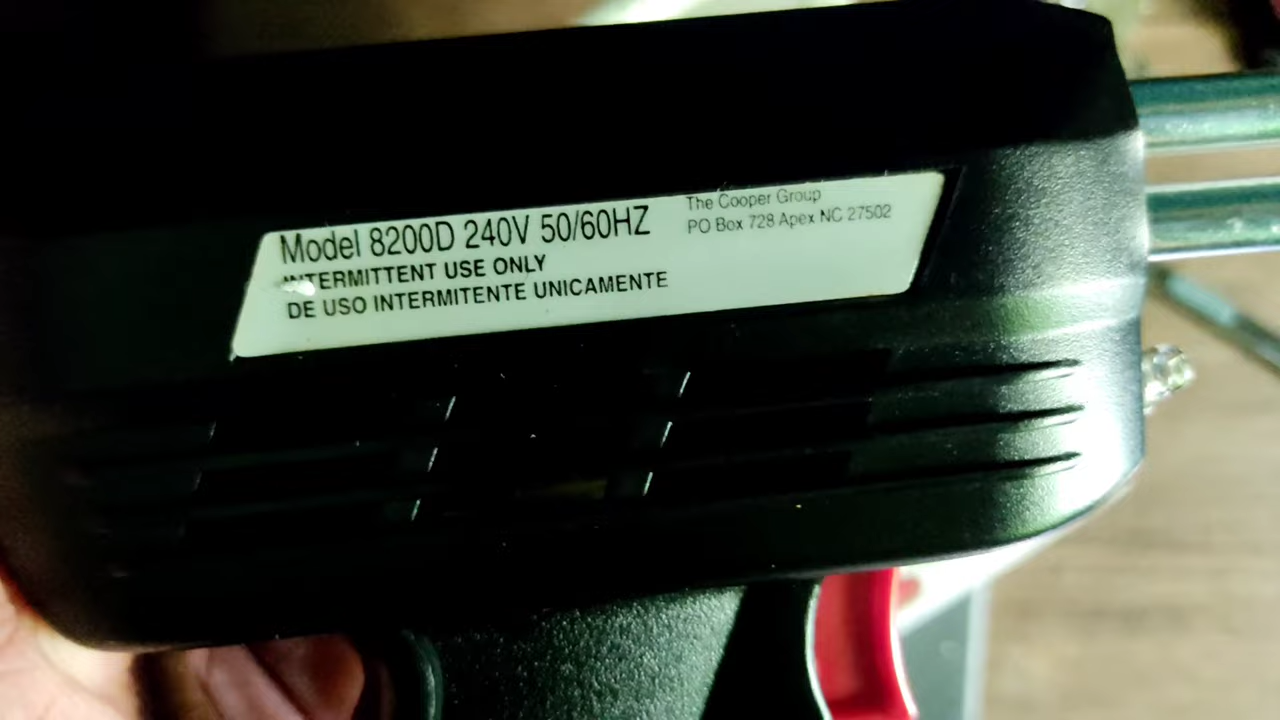 Model 8200D 240V 50/60HZ
INTERMITTENT USE ONLY
DE USO INTERMITENTE UNICAMENTE
The Cooper Group
PO Box 728 Apex NC 27502